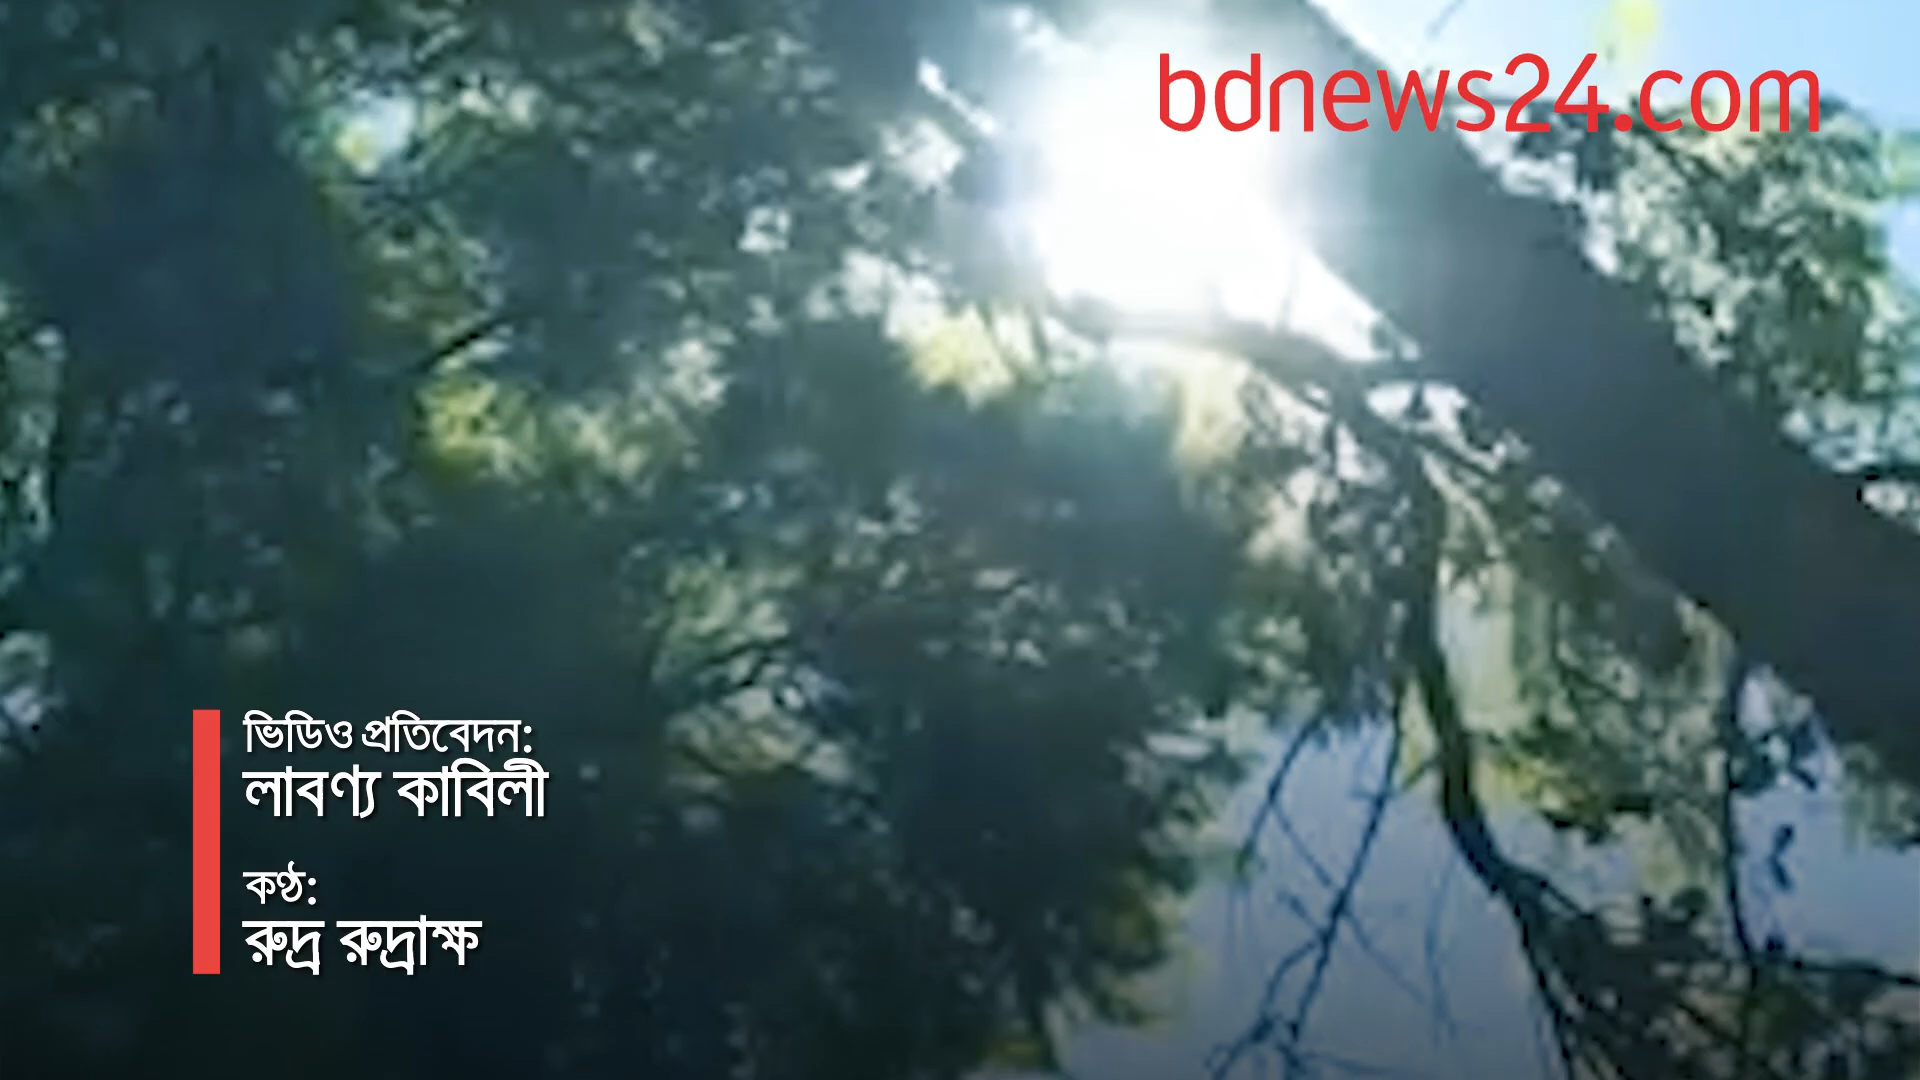 bdnews24.com
ভিডিও প্রতিবেদন:
লাবণ্য কাবিলী
কণ্ঠ:
রুদ্র রুদ্রাক্ষ